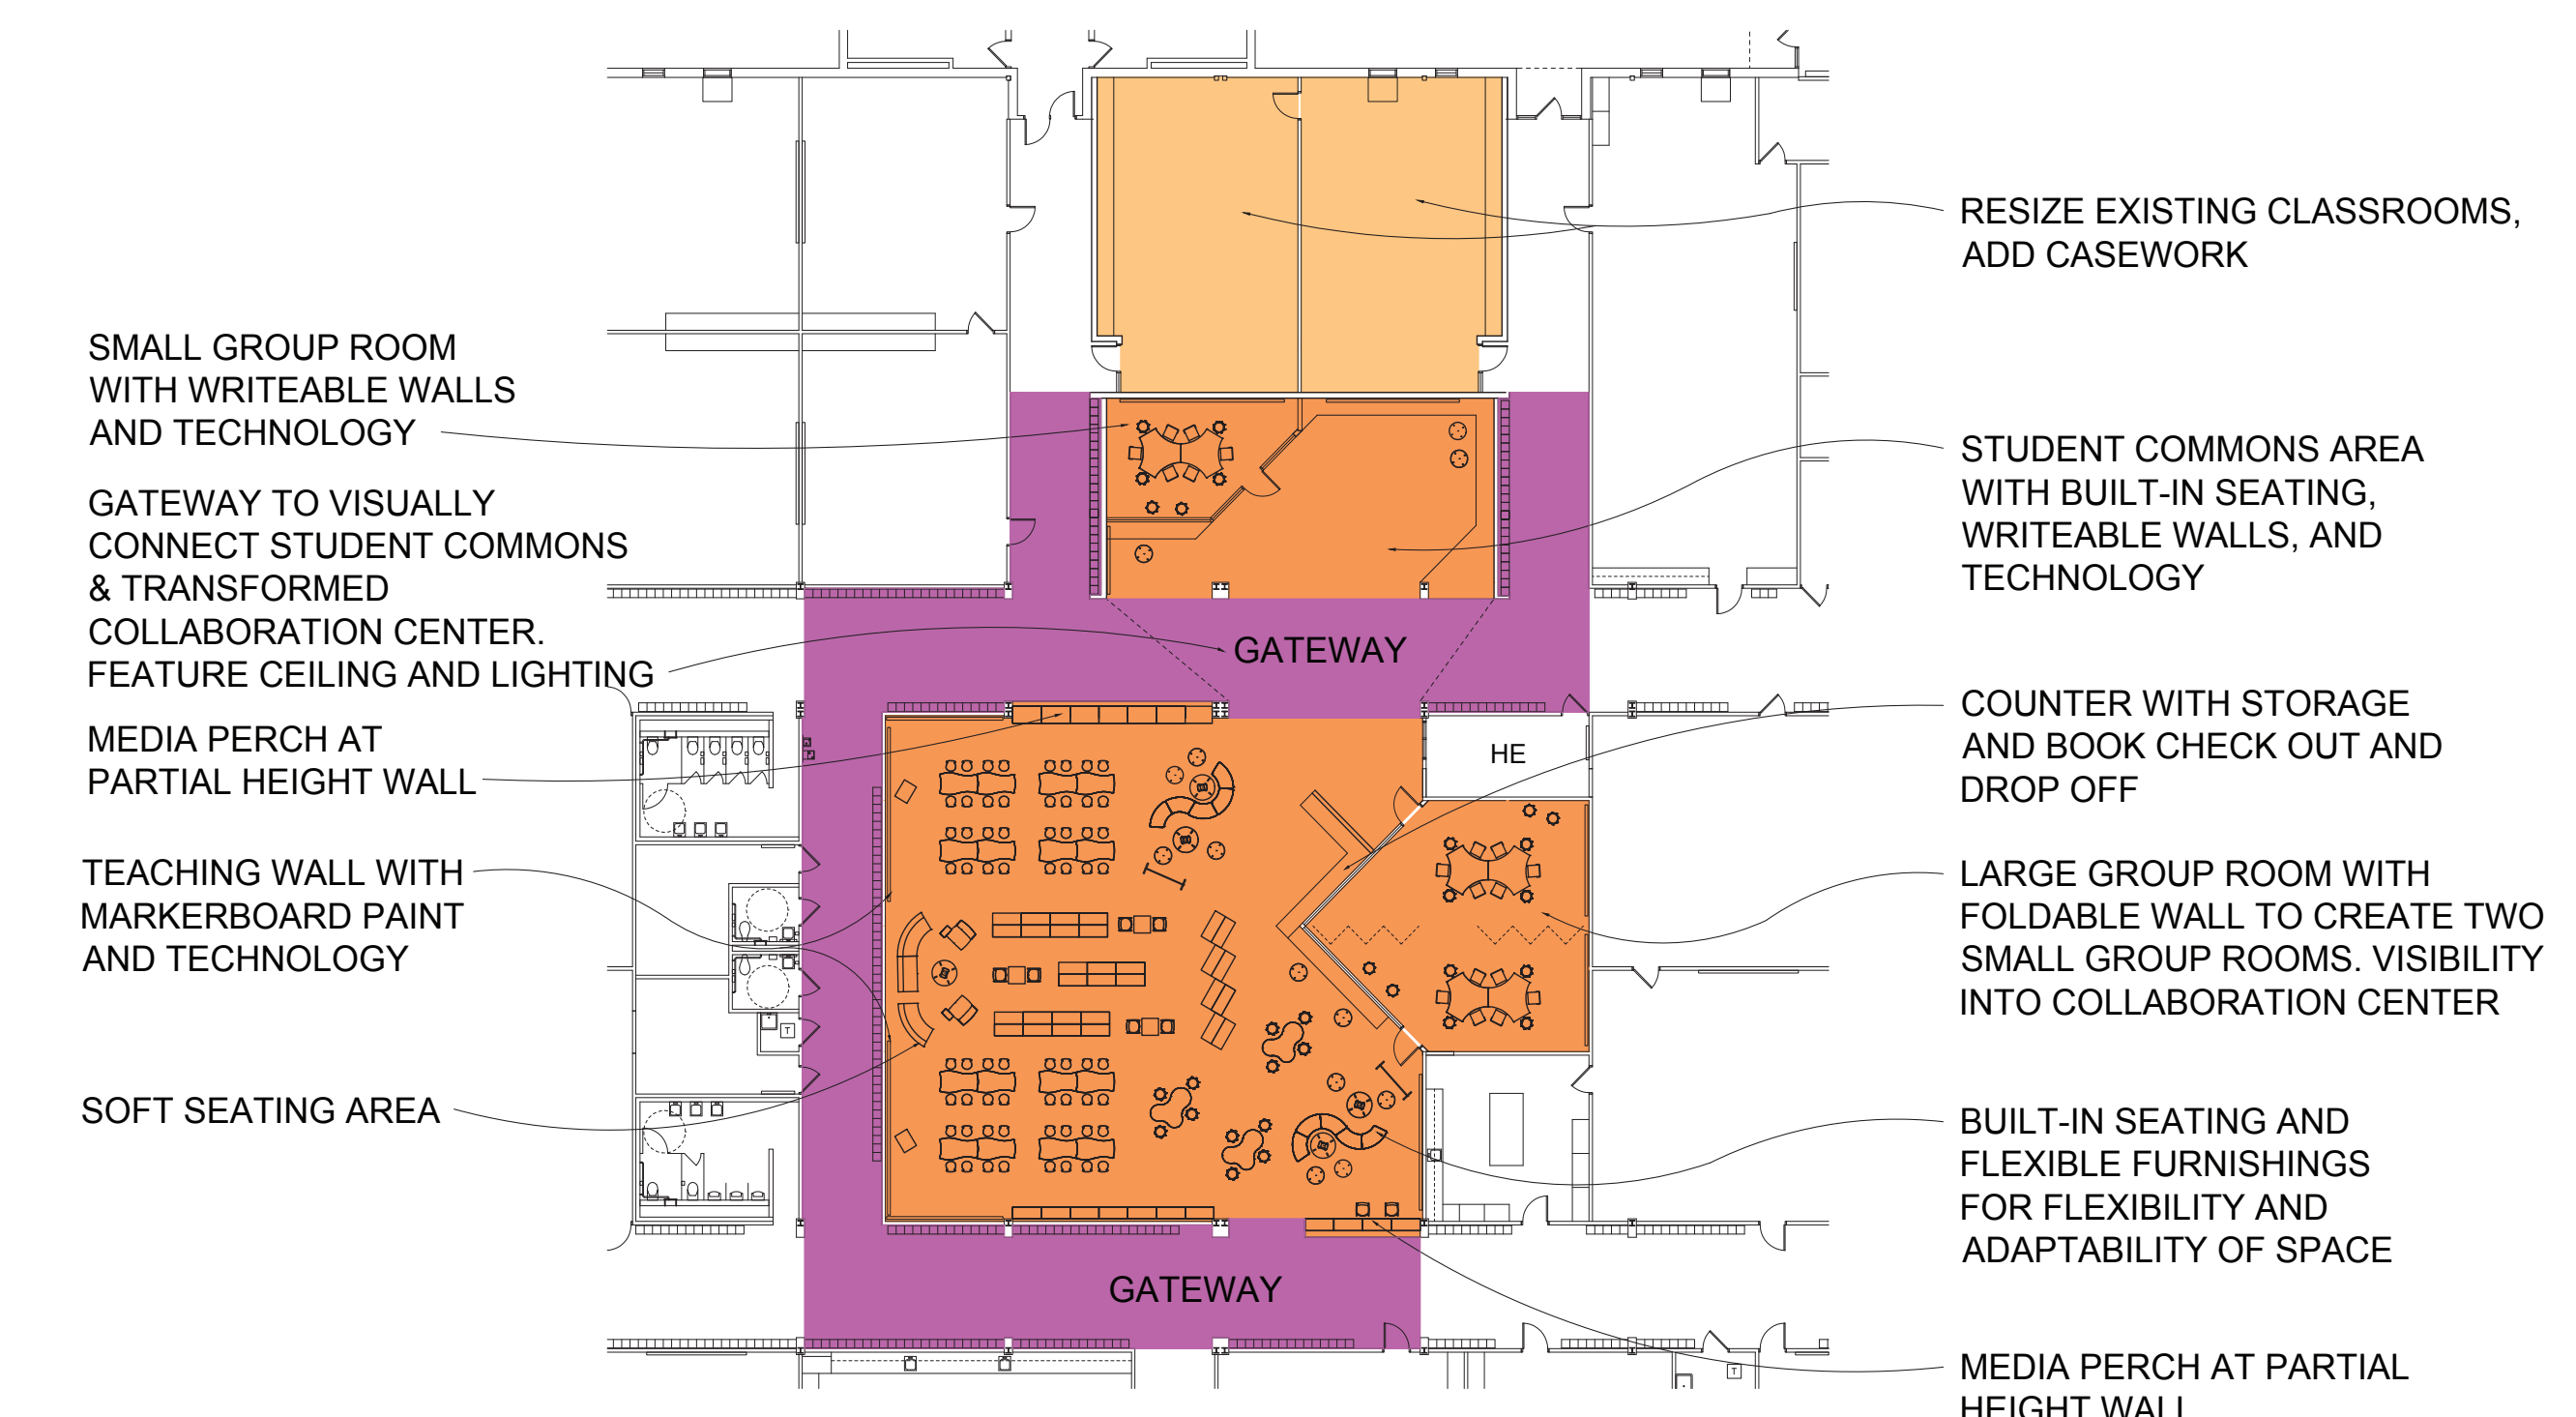 SMALL GROUP ROOM
WITH WRITEABLE WALLS
AND TECHNOLOGY
GATEWAY TO VISUALLY
CONNECT STUDENT COMMONS
& TRANSFORMED
COLLABORATION CENTER.
FEATURE CEILING AND LIGHTING
MEDIA PERCH AT
PARTIAL HEIGHT WALL
TEACHING WALL WITH
MARKERBOARD PAINT
AND TECHNOLOGY
SOFT SEATING AREA
GATEWAY
HE
T
GATEWAY
T
RESIZE EXISTING CLASSROOMS,
ADD CASEWORK
STUDENT COMMONS AREA
WITH BUILT-IN SEATING,
WRITEABLE WALLS, AND
TECHNOLOGY
COUNTER WITH STORAGE
AND BOOK CHECK OUT AND
DROP OFF
LARGE GROUP ROOM WITH
FOLDABLE WALL TO CREATE TWO
SMALL GROUP ROOMS. VISIBILITY
INTO COLLABORATION CENTER
BUILT-IN SEATING AND
FLEXIBLE FURNISHINGS
FOR FLEXIBILITY AND
ADAPTABILITY OF SPACE
MEDIA PERCH AT PARTIAL
HEIGHT WALL